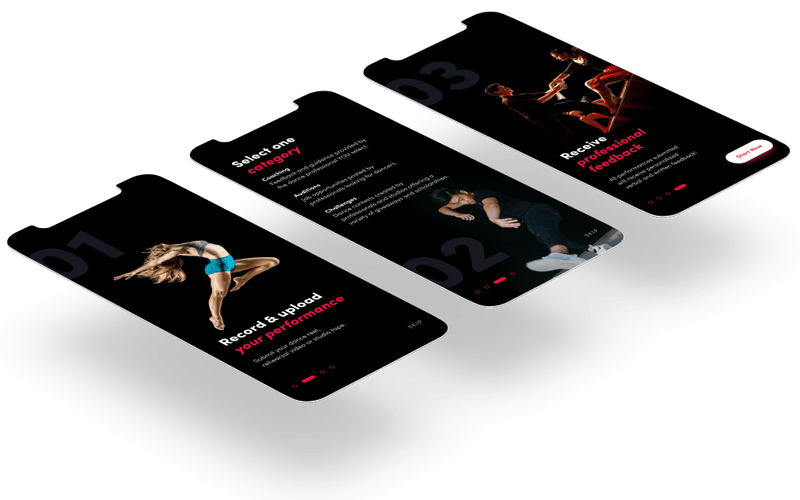 01
Record & upload
your performance
Submit your dance reel,
rehearsal video or studio tape.
SKIP
Select one
category
Coaching
Feedback and guidance provided by
the dance professional YOU select.
Auditions
Job opportunities posted by
professionals looking for dancers.
Challenges
Dance contests created by
professionals and studios offering a
variety of giveaways and scholarships.
02
SKIP
03
Receive
professional
feedback
All performances submitted
will receive personalized
verbal and written feedback!
Start Now